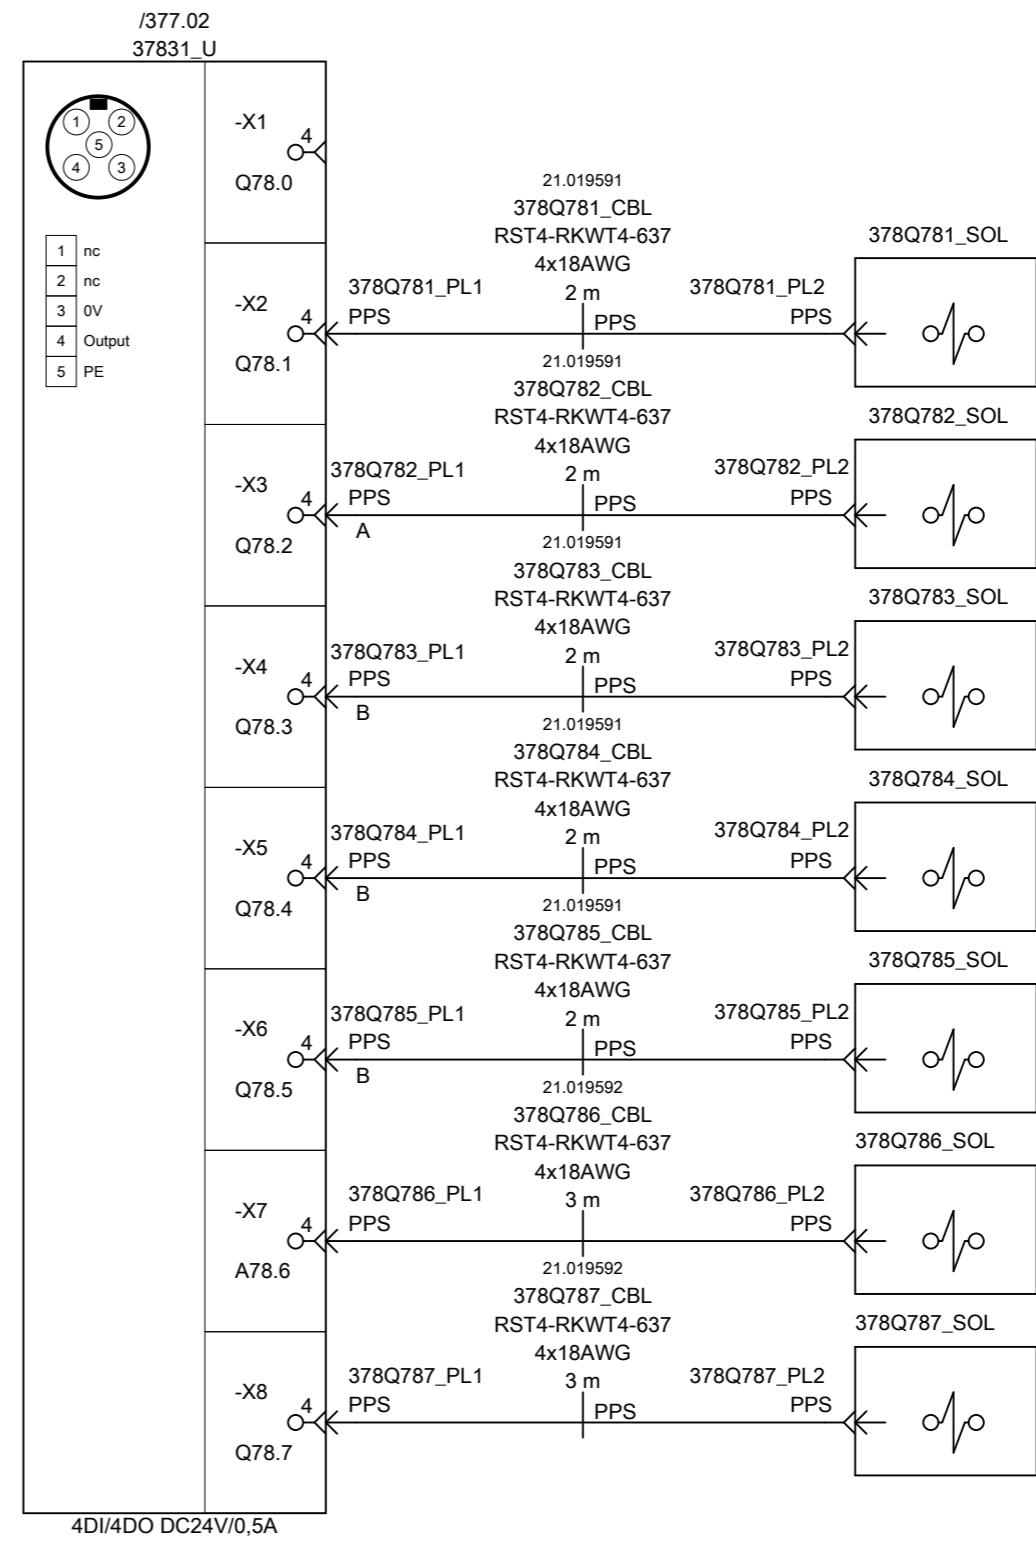 /377.02
37831_U
1
2
5
4
3
1 nc
2 nc
3 0V
4 Output
5 PE
-X1
4
Q78.0
21.019591
378Q781_CBL
RST4-RKWT4-637
4x18AWG
2 m
378Q781_SOL
-X2
4
Q78.1
378Q781_PL1
PPS
PPS
378Q781_PL2
PPS
21.019591
378Q782_CBL
RST4-RKWT4-637
4x18AWG
2 m
378Q782_SOL
-X3
4
Q78.2
378Q782_PL1
PPS
A
PPS
378Q782_PL2
PPS
21.019591
378Q783_CBL
RST4-RKWT4-637
4x18AWG
2 m
378Q783_SOL
-X4
4
Q78.3
378Q783_PL1
PPS
B
PPS
378Q783_PL2
PPS
21.019591
378Q784_CBL
RST4-RKWT4-637
4x18AWG
2 m
378Q784_SOL
-X5
4
Q78.4
378Q784_PL1
PPS
B
PPS
378Q784_PL2
PPS
21.019591
378Q785_CBL
RST4-RKWT4-637
4x18AWG
2 m
378Q785_SOL
-X6
4
Q78.5
378Q785_PL1
PPS
B
PPS
378Q785_PL2
PPS
21.019592
378Q786_CBL
RST4-RKWT4-637
4x18AWG
3 m
378Q786_SOL
-X7
4
A78.6
378Q786_PL1
PPS
378Q786_PL2
PPS
21.019592
378Q787_CBL
RST4-RKWT4-637
4x18AWG
3 m
378Q787_SOL
-X8
4
Q78.7
378Q787_PL1
PPS
PPS
378Q787_PL2
PPS
4DI/4DO DC24V/0,5A